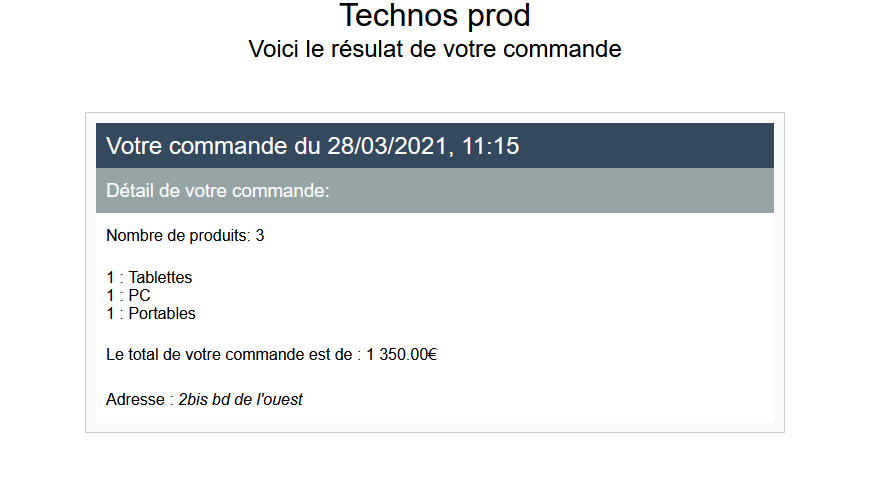 Technos prod
Voici le résulat de votre commande
Votre commande du 28/03/2021, 11:15
Détail de votre commande:
Nombre de produits: 3
1 : Tablettes
1 : PC
1 : Portables
Le total de votre commande est de : 1 350.00€
Adresse : 2bis bd de l'ouest